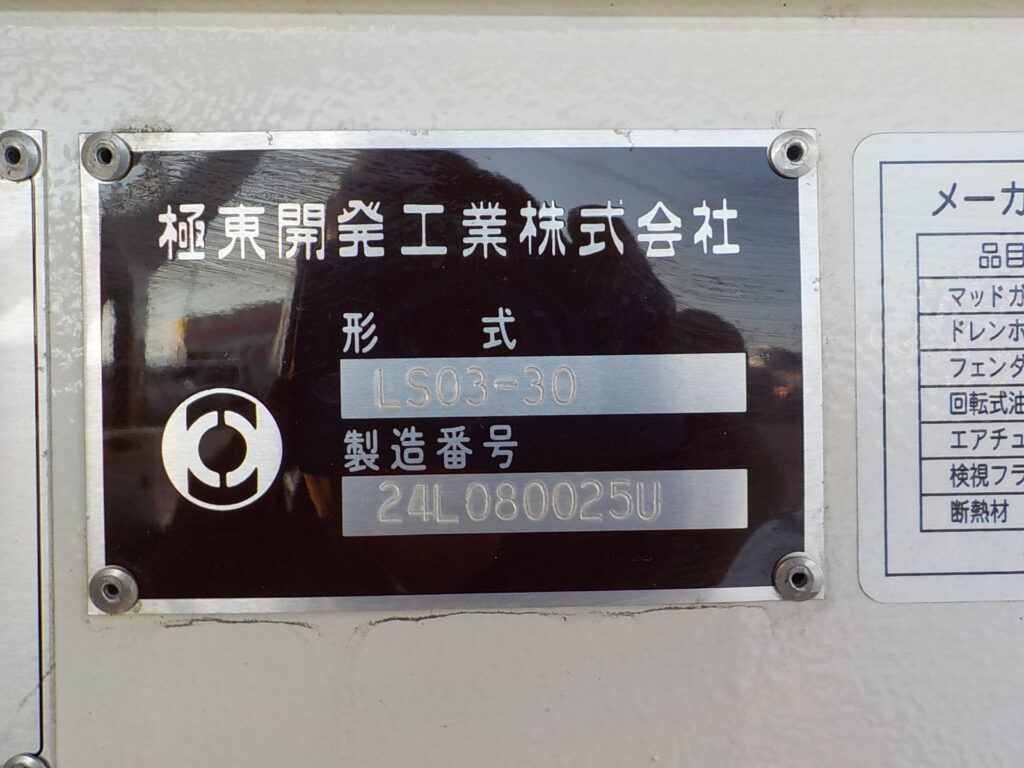 極東開発工業株式会社
形式
LS03-30
製造番号
24L080025U
メーカ
品目
マッドガ
ドレンホ
フェンダ
回転式油
エアチュ
検視フラ
断熱材